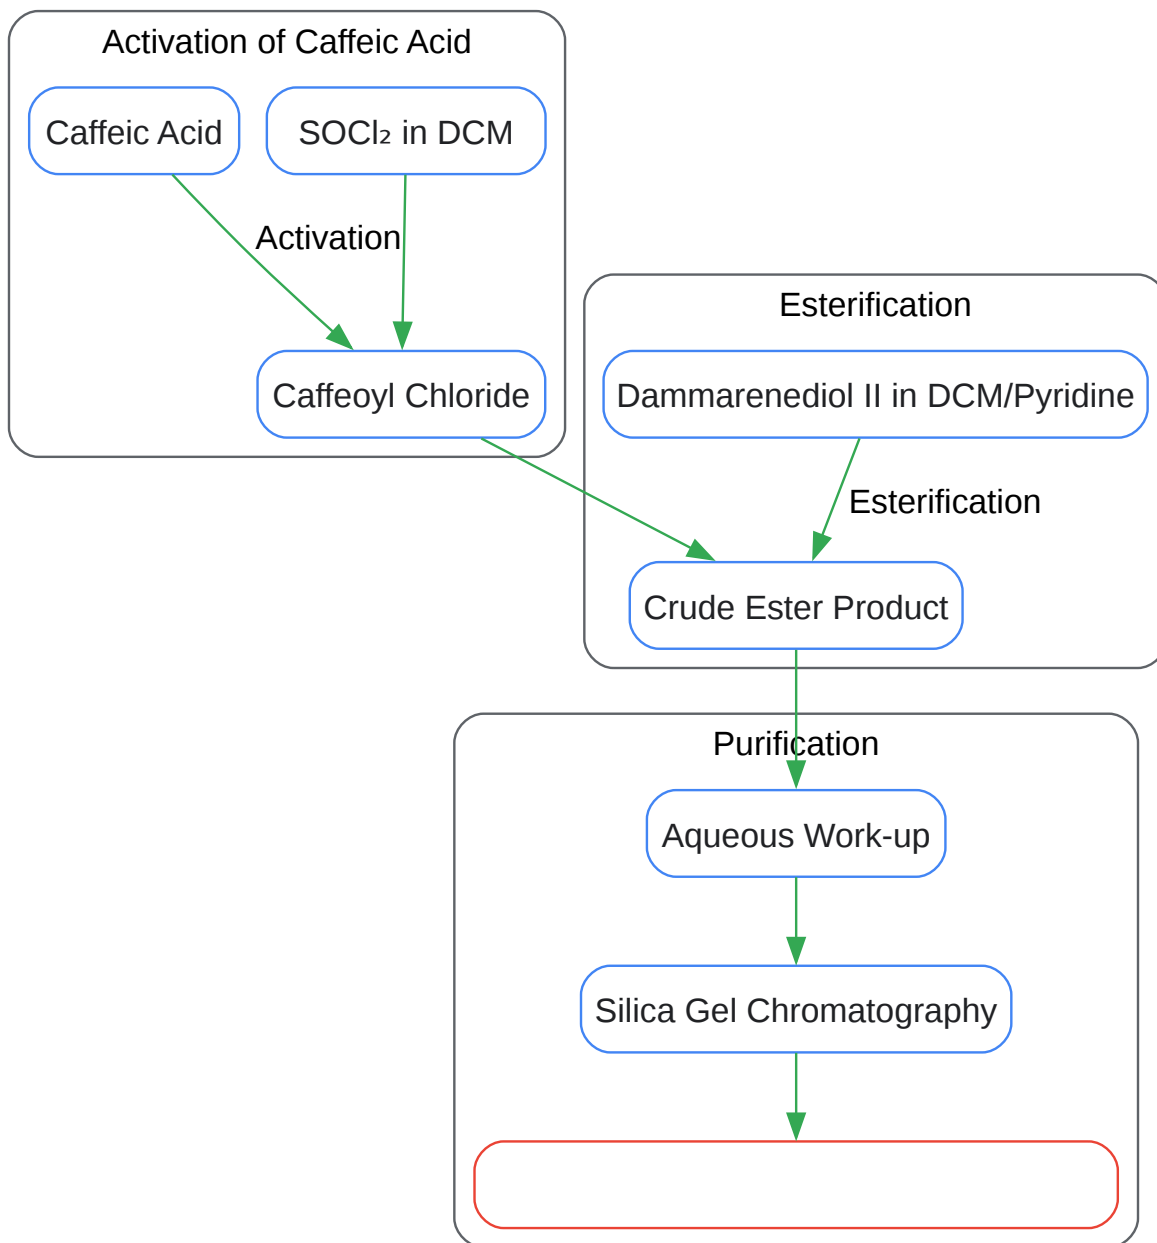 Activation of Caffeic Acid
Caffeic Acid
SOCl₂ in DCM
Activation
Caffeoyl Chloride
Esterification
Dammarenediol II in DCM/Pyridine
Esterification
Crude Ester Product
Purification
Aqueous Work-up
Silica Gel Chromatography